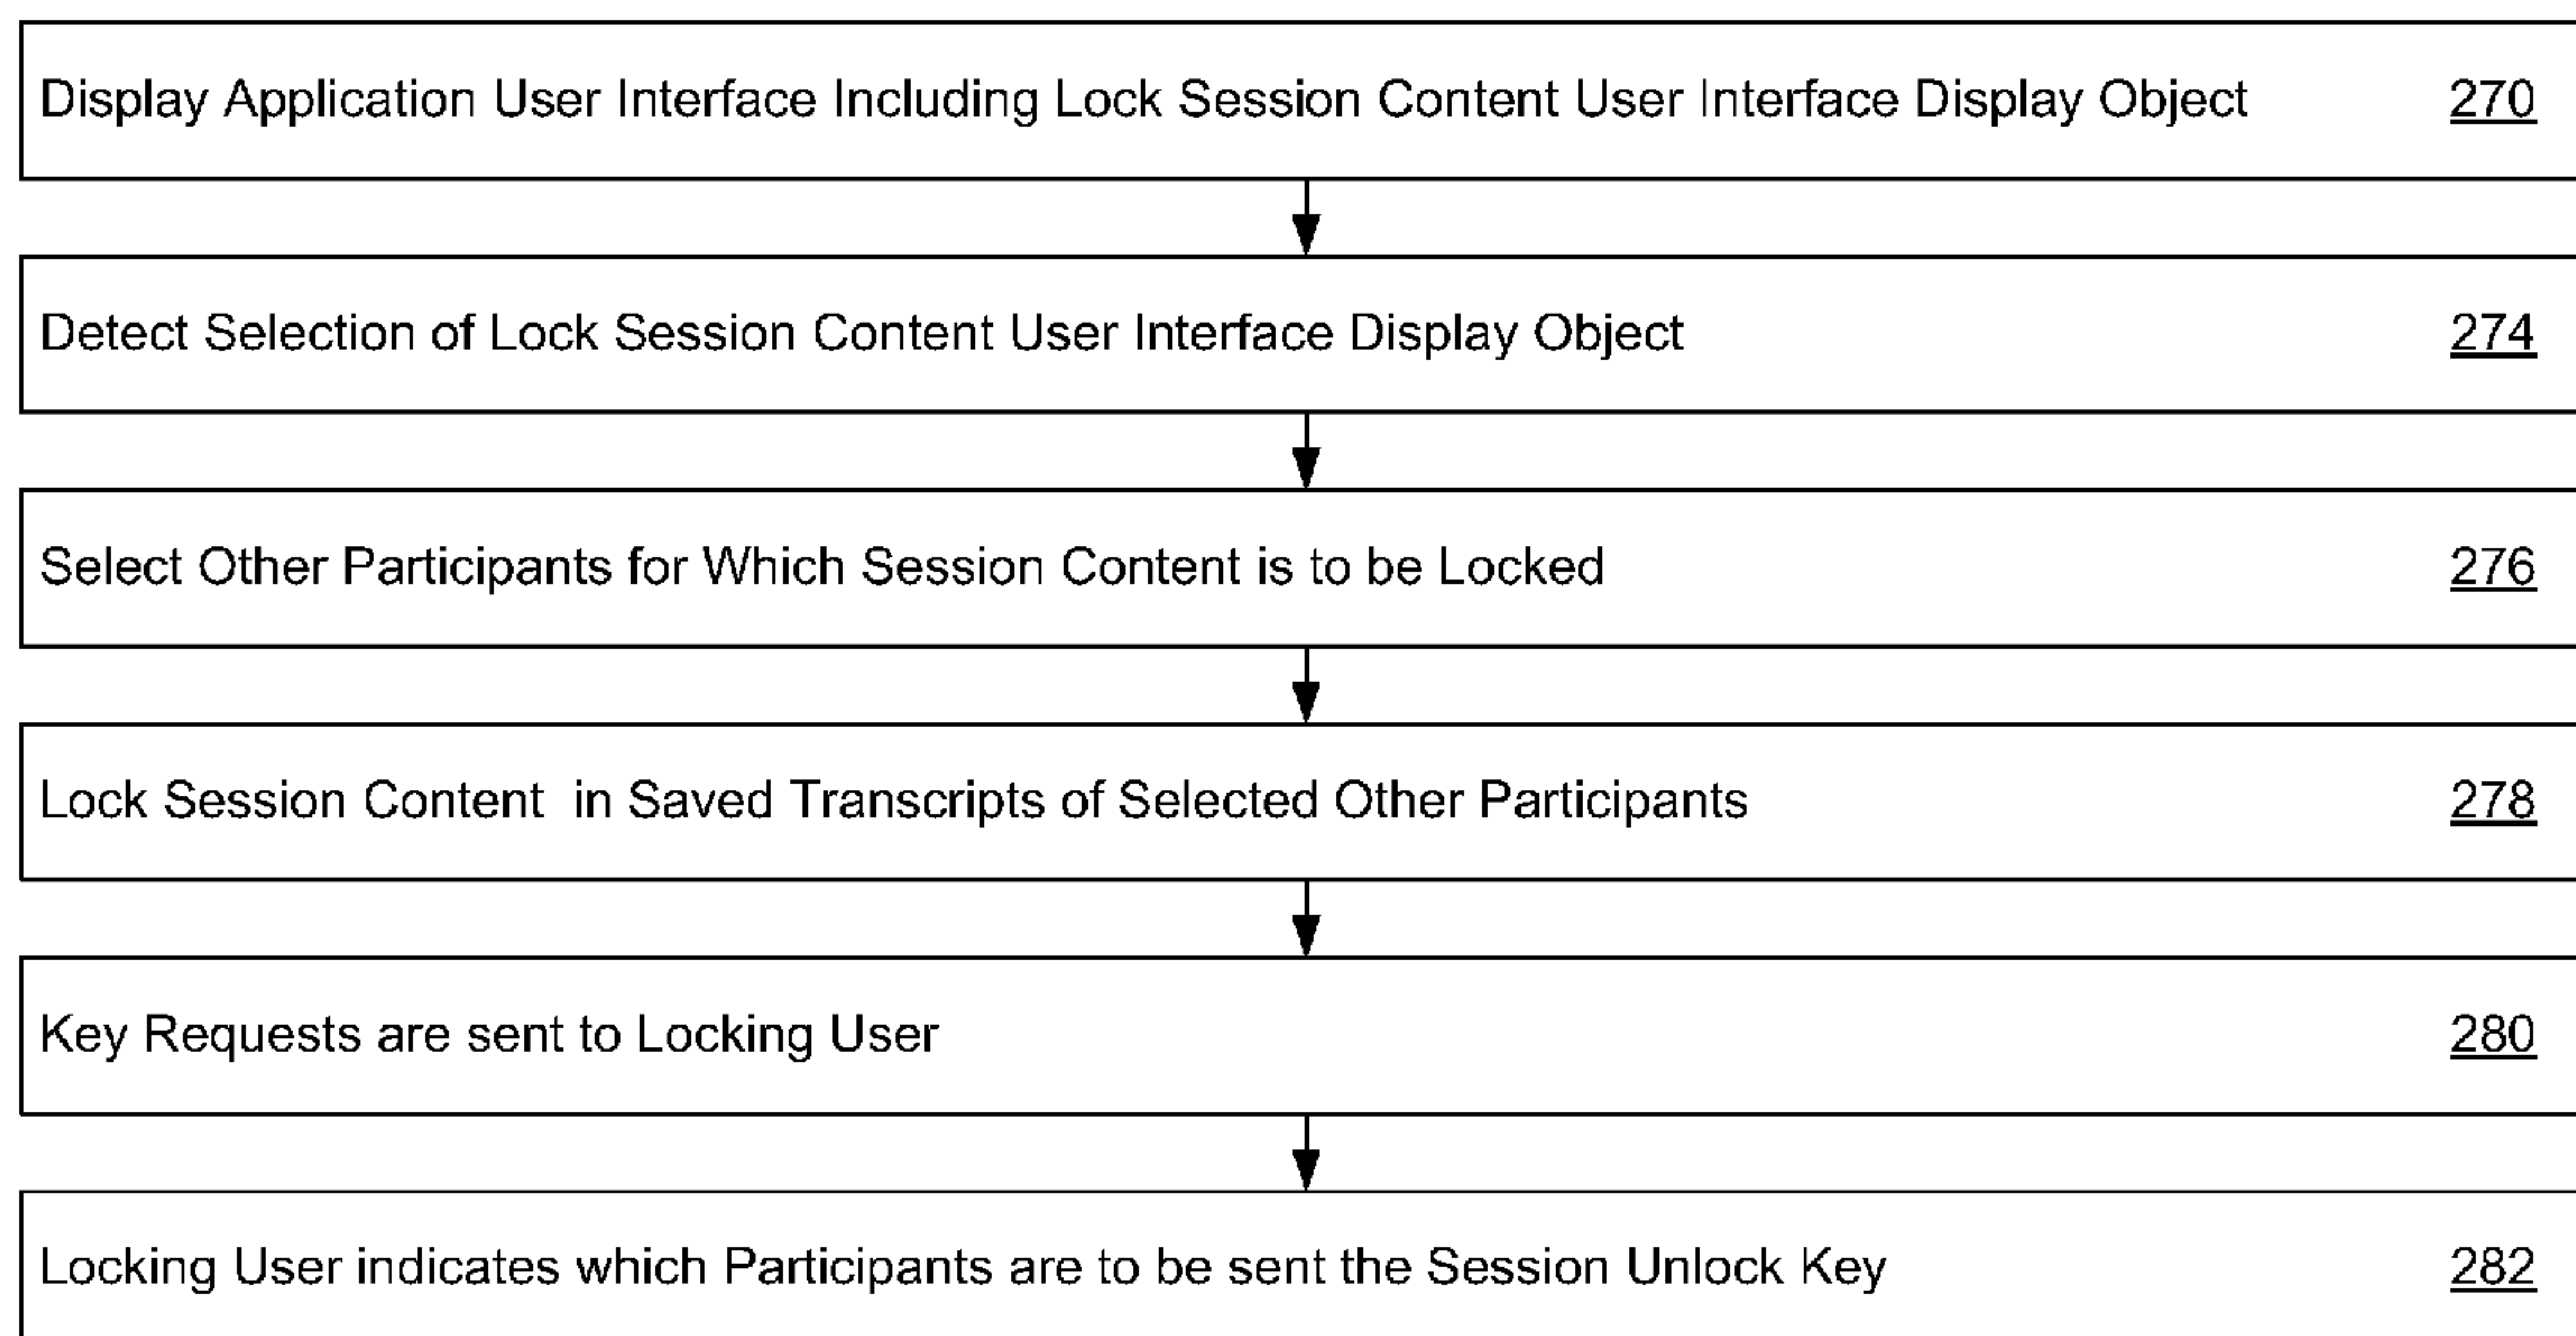 Display Application User Interface Including Lock Session Content User Interface Display Object 270
Detect Selection of Lock Session Content User Interface Display Object 274
Select Other Participants for Which Session Content is to be Locked 276
Lock Session Content  in Saved Transcripts of Selected Other Participants 278
Key Requests are sent to Locking User 280
Locking User indicates which Participants are to be sent the Session Unlock Key 282